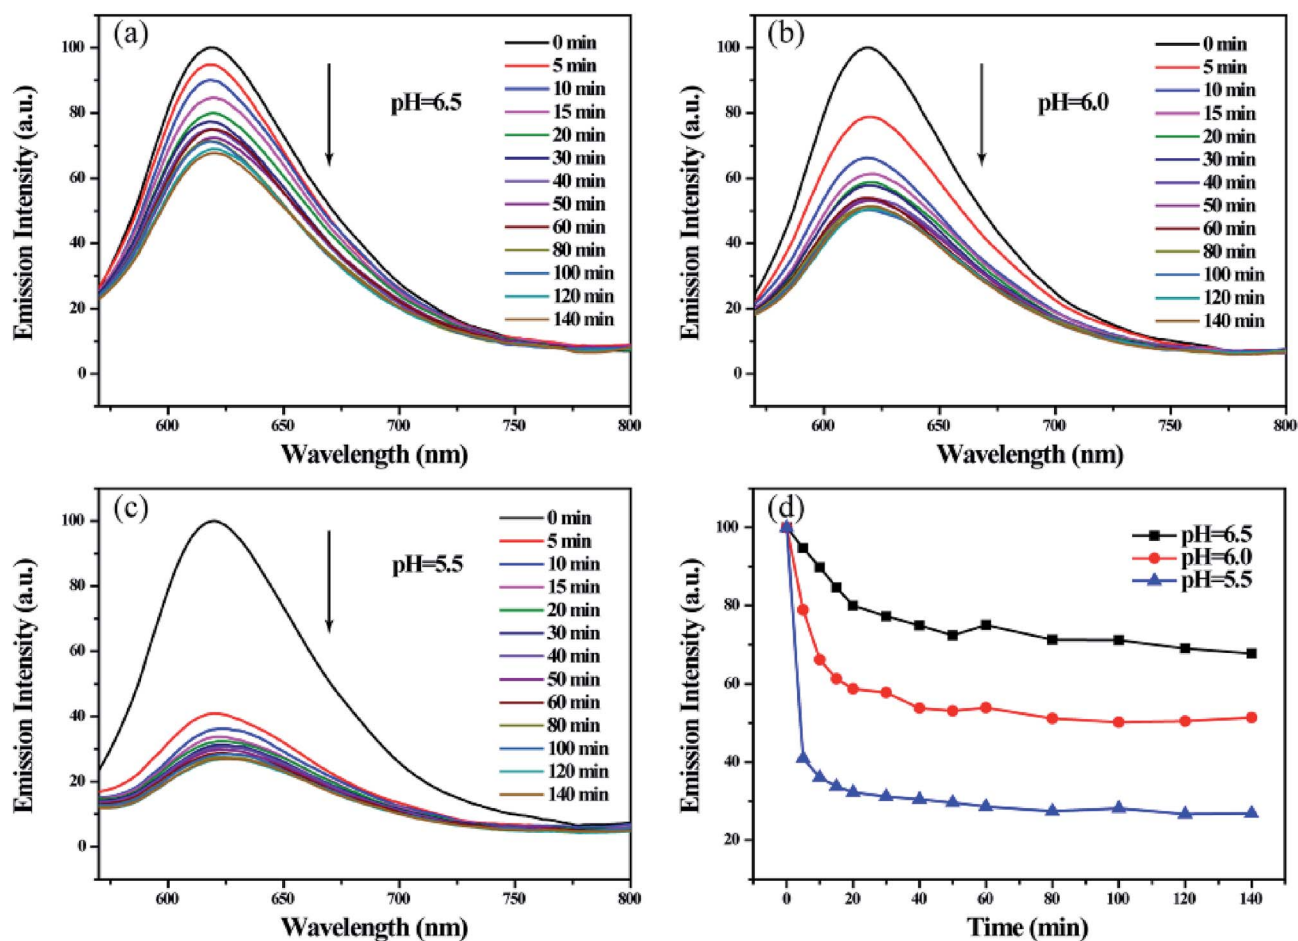 (a)
0 min
5 min
10 min
15 min
20 min
30 min
40 min
50 min
60 min
80 min
100 min
120 min
140 min
pH=6.5
100
80
60
40
20
0
Emission Intensity (a.u.)
600
650
700
750
800
Wavelength (nm)
(b)
0 min
5 min
10 min
15 min
20 min
30 min
40 min
50 min
60 min
80 min
100 min
120 min
140 min
pH=6.0
100
80
60
40
20
0
Emission Intensity (a.u.)
600
650
700
750
800
Wavelength (nm)
(c)
0 min
5 min
10 min
15 min
20 min
30 min
40 min
50 min
60 min
80 min
100 min
120 min
140 min
pH=5.5
100
80
60
40
20
0
Emission Intensity (a.u.)
600
650
700
750
800
Wavelength (nm)
(d)
pH=6.5
pH=6.0
pH=5.5
100
80
60
40
20
Emission Intensity (a.u.)
0
20
40
60
80
100
120
140
Time (min)